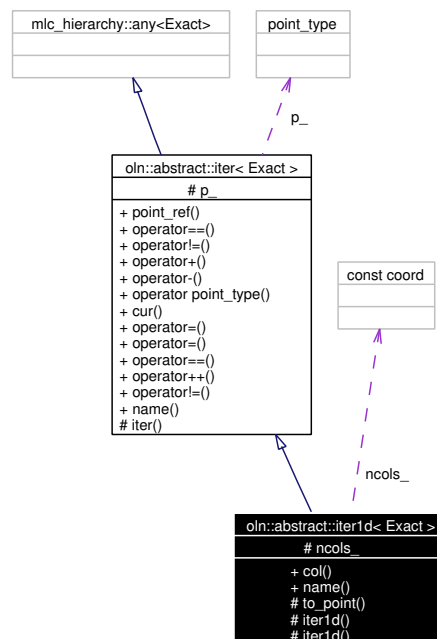 mlc_hierarchy::any<Exact>
point_type
p_
oln::abstract::iter< Exact >
# p_
+ point_ref()
+ operator==()
+ operator!=()
+ operator+()
+ operator-()
+ operator point_type()
+ cur()
+ operator=()
+ operator=()
+ operator==()
+ operator++()
+ operator!=()
+ name()
# iter()
const coord
ncols_
oln::abstract::iter1d< Exact >
# ncols_
+ col()
+ name()
# to_point()
# iter1d()
# iter1d()